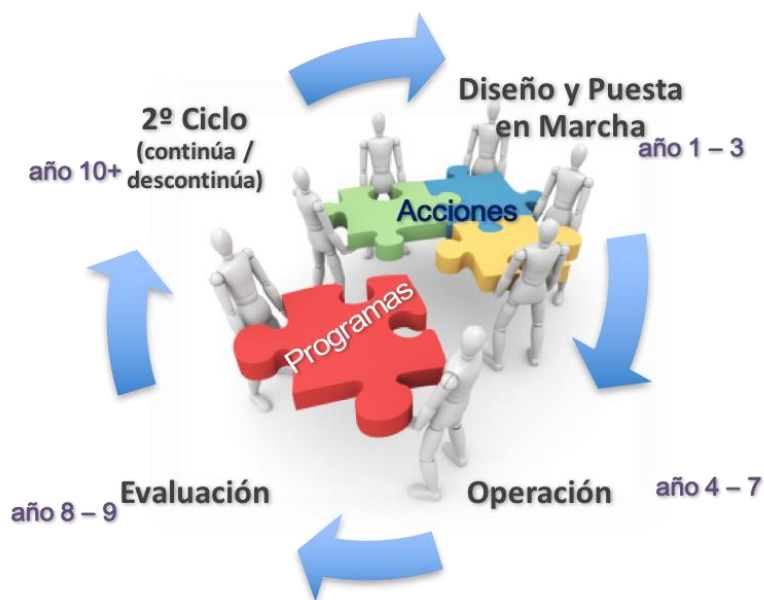 Diseño y Puesta
en Marcha
año 1 – 3
2º Ciclo
(continúa /
descontinúa)
año 10+
Acciones
Programas
Operación
año 4 – 7
Evaluación
año 8 – 9